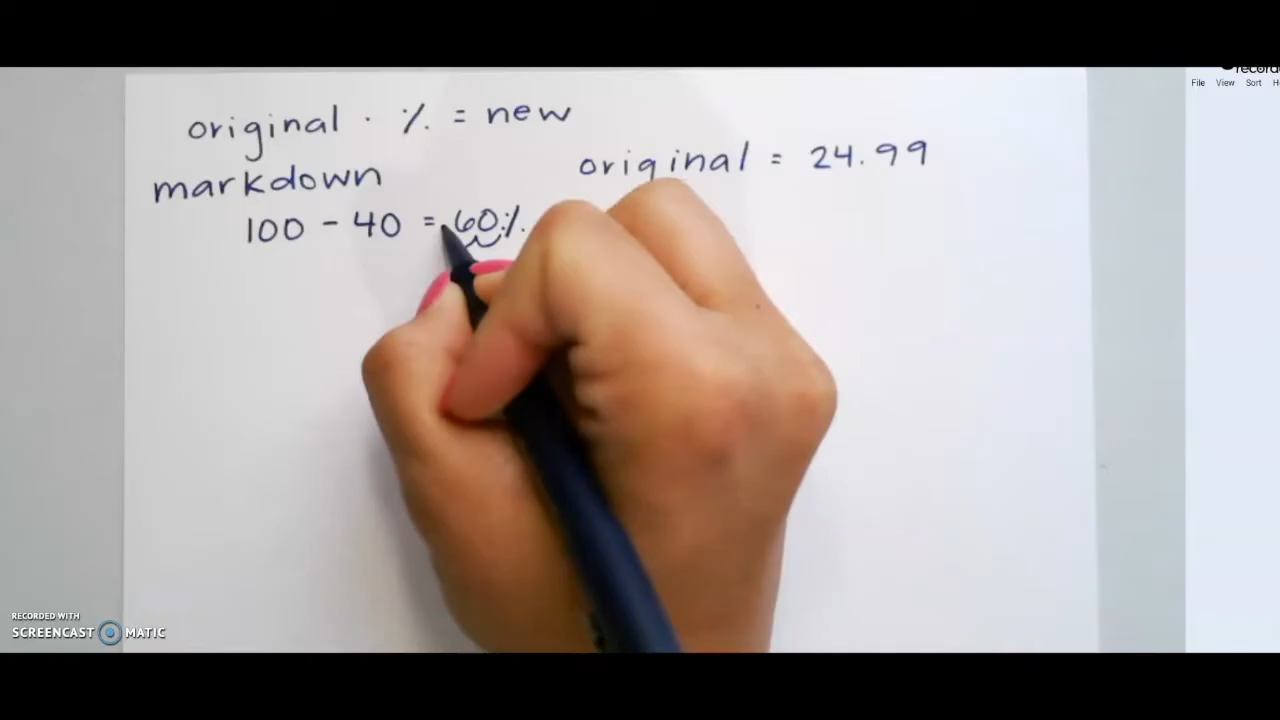 original · % = new
original = 24.99
markdown
100 - 40 = 60%
File View Sort
RECORDED WITH
SCREENCAST MATIC